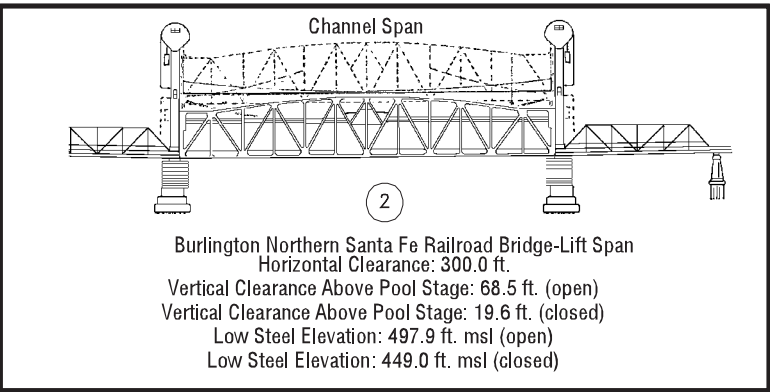 Channel Span
2
Burlington Northern Santa Fe Railroad Bridge-Lift Span
Horizontal Clearance: 300.0 ft.
Vertical Clearance Above Pool Stage: 68.5 ft. (open)
Vertical Clearance Above Pool Stage: 19.6 ft. (closed)
Low Steel Elevation: 497.9 ft. msl (open)
Low Steel Elevation: 449.0 ft. msl (closed)